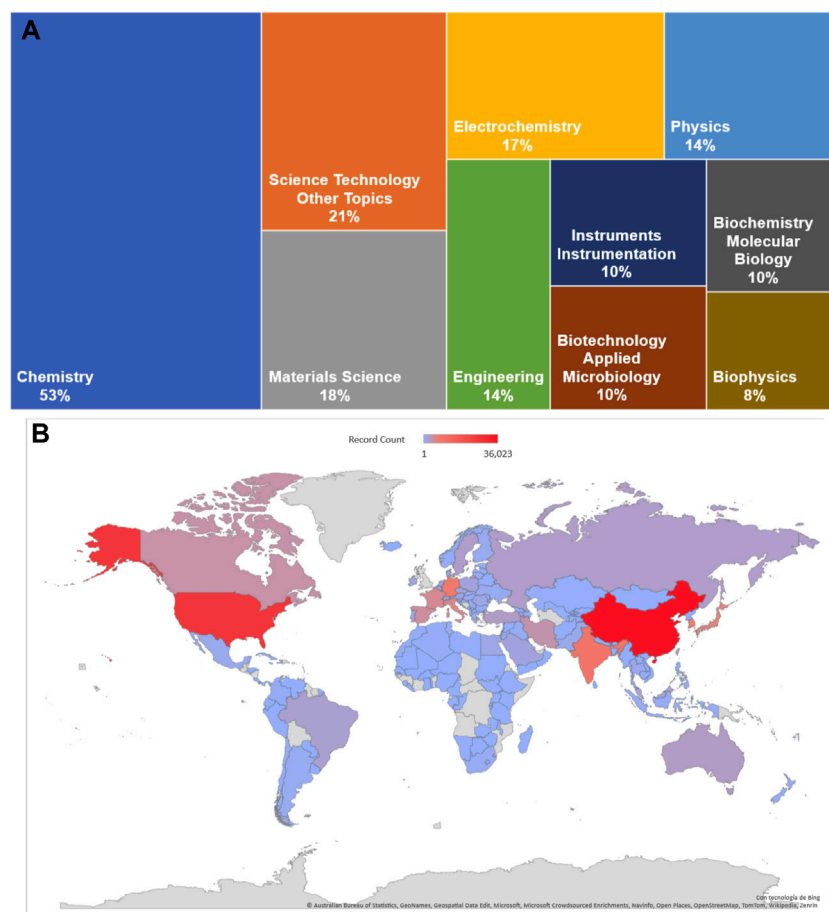 A
Chemistry
53%
Science Technology
Other Topics
21%
Materials Science
18%
Electrochemistry
17%
Physics
14%
Engineering
14%
Instruments
Instrumentation
10%
Biochemistry
Molecular
Biology
10%
Biotechnology
Applied
Microbiology
10%
Biophysics
8%
B
Record Count
1
36,023
Con tecnología de Bing
© Australian Bureau of Statistics, GeoNames, Geospatial Data Edit, Microsoft, Microsoft Crowdsourced Enrichments, Navinfo, Open Places, OpenStreetMap, TomTom, Wikipedia, Zenrin